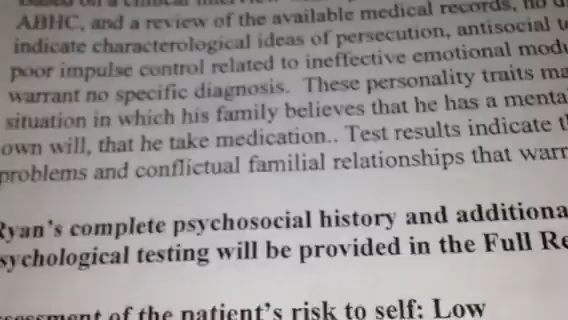 ABHC, and a review of the available medical records, no
indicate characterological ideas of persecution, antisocial
poor impulse control related to ineffective emotional modu
warrant no specific diagnosis. These personality traits ma
situation in which his family believes that he has a menta
own will, that he take medication.. Test results indicate t
problems and conflictual familial relationships that warr
Ryan's complete psychosocial history and additiona
sychological testing will be provided in the Full Re
sessment of the patient's risk to self: Low